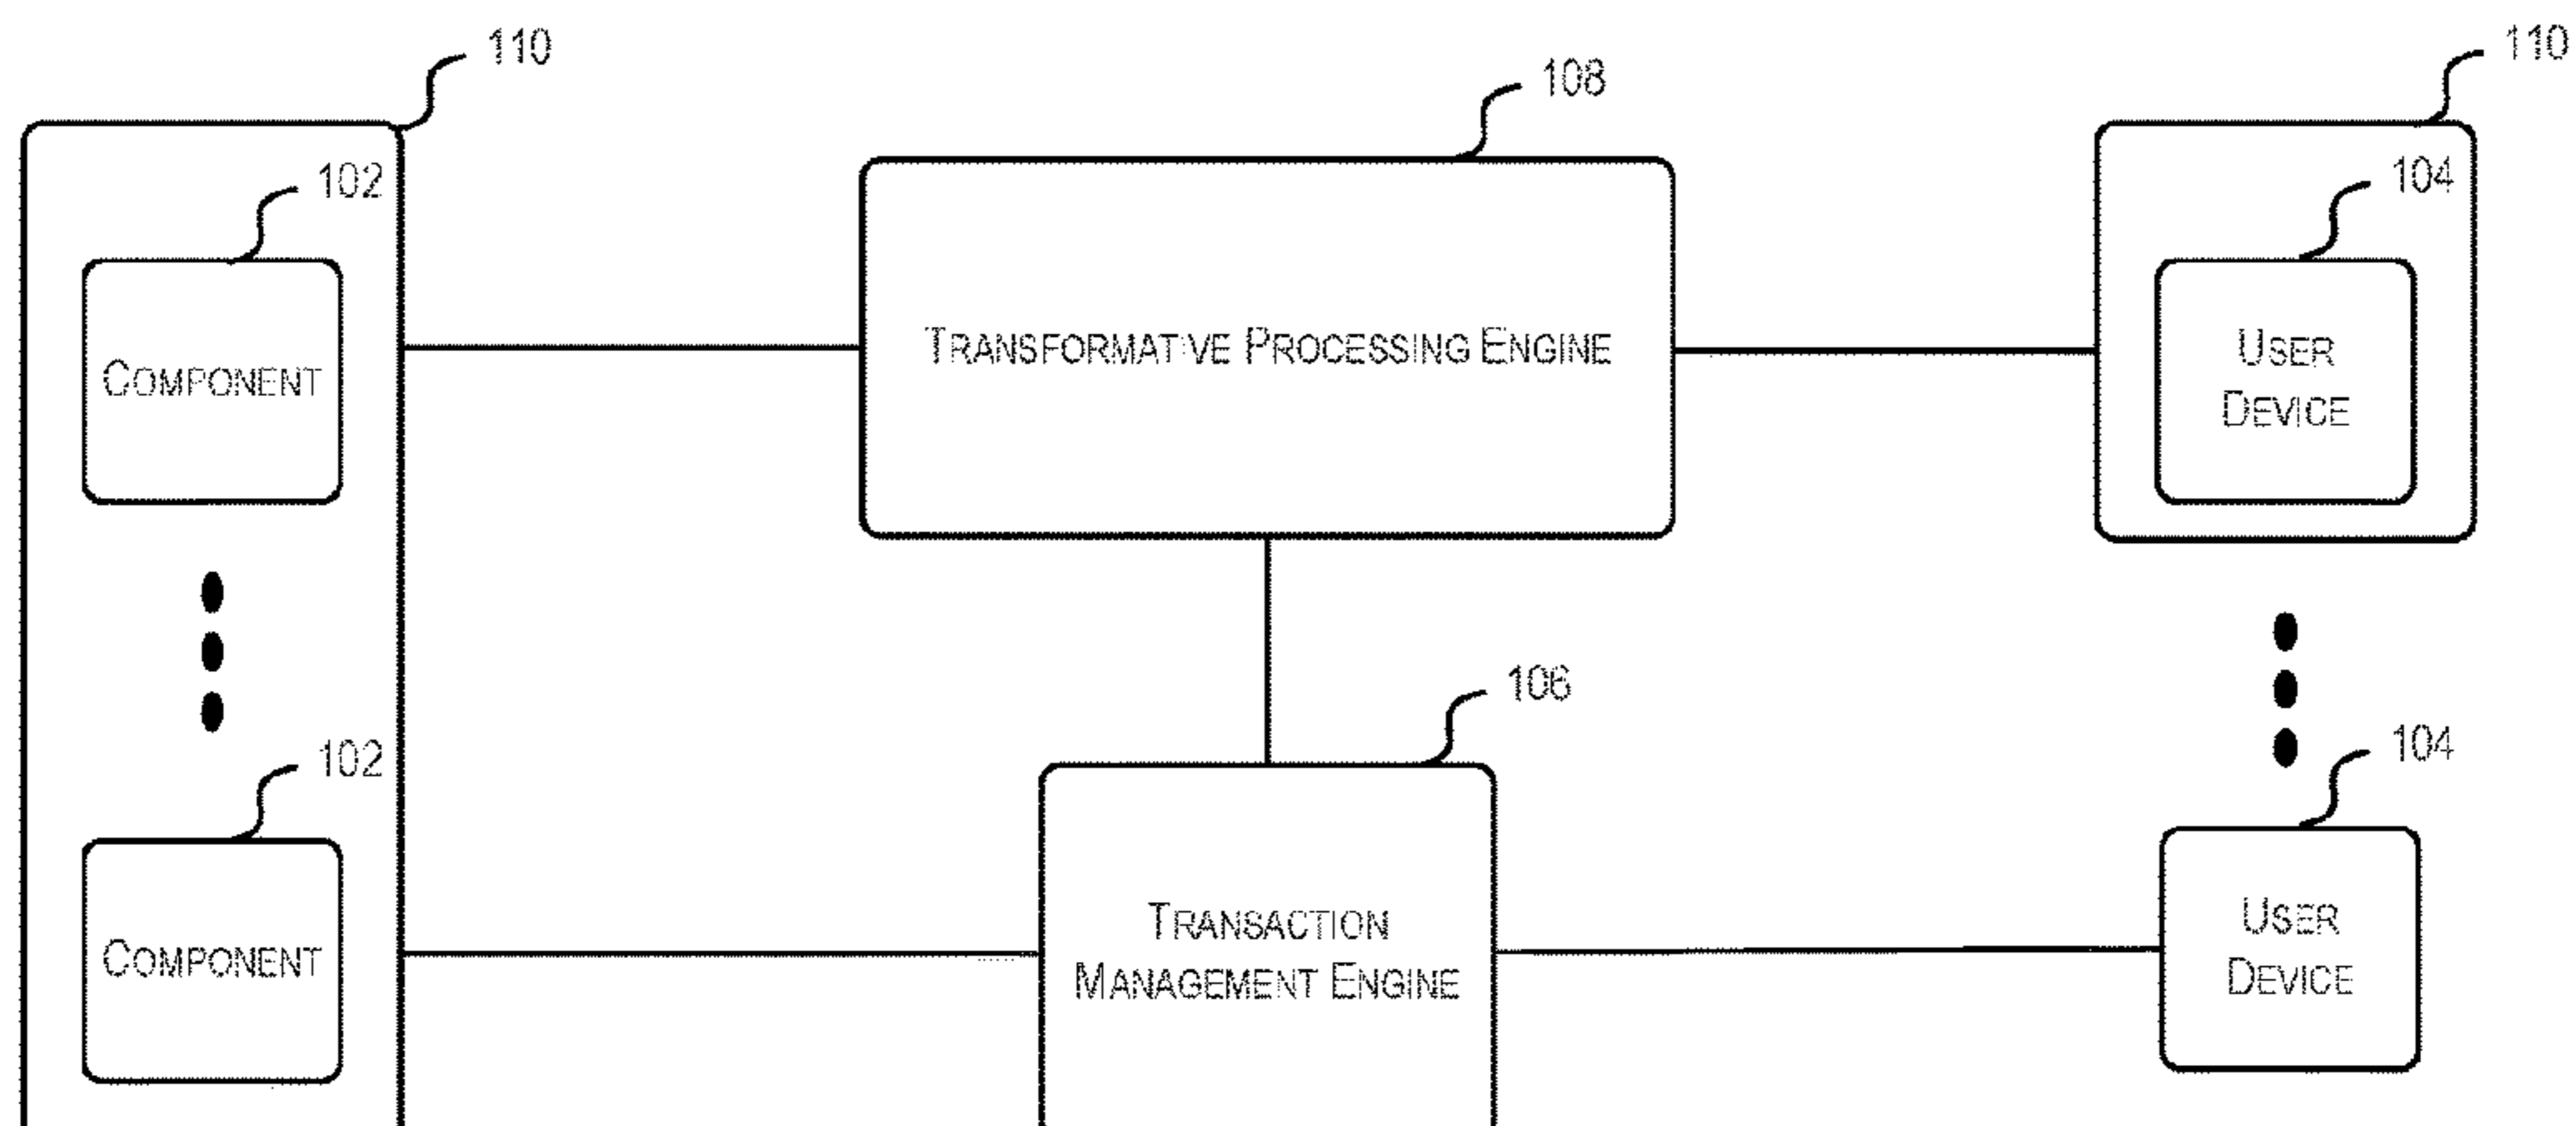 110
110
108
102
104
COMPONENT
TRANSFORMATIVE PROCESSING ENGINE
USER
DEVICE
106
102
104
COMPONENT
TRANSACTION
MANAGEMENT ENGINE
USER
DEVICE